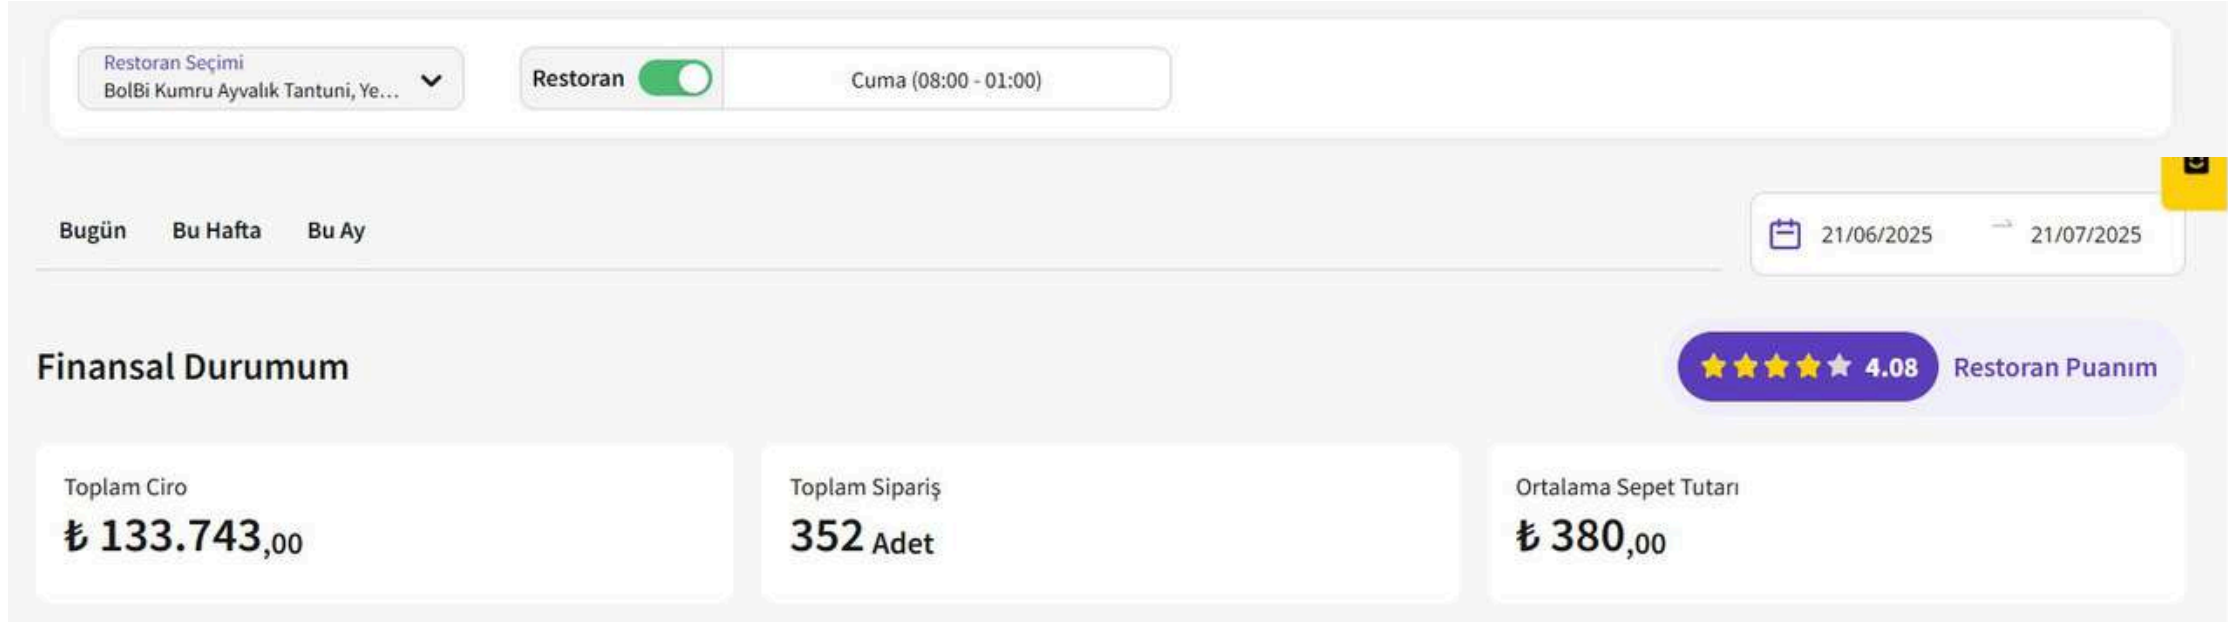 Restoran Seçimi
BolBi Kumru Ayvalık Tantuni, Ye...
Restoran
Cuma (08:00 - 01:00)
Bugün Bu Hafta Bu Ay
21/06/2025 → 21/07/2025
Finansal Durumum
4.08 Restoran Puanım
Toplam Ciro
₺ 133.743,00
Toplam Sipariş
352 Adet
Ortalama Sepet Tutarı
₺ 380,00